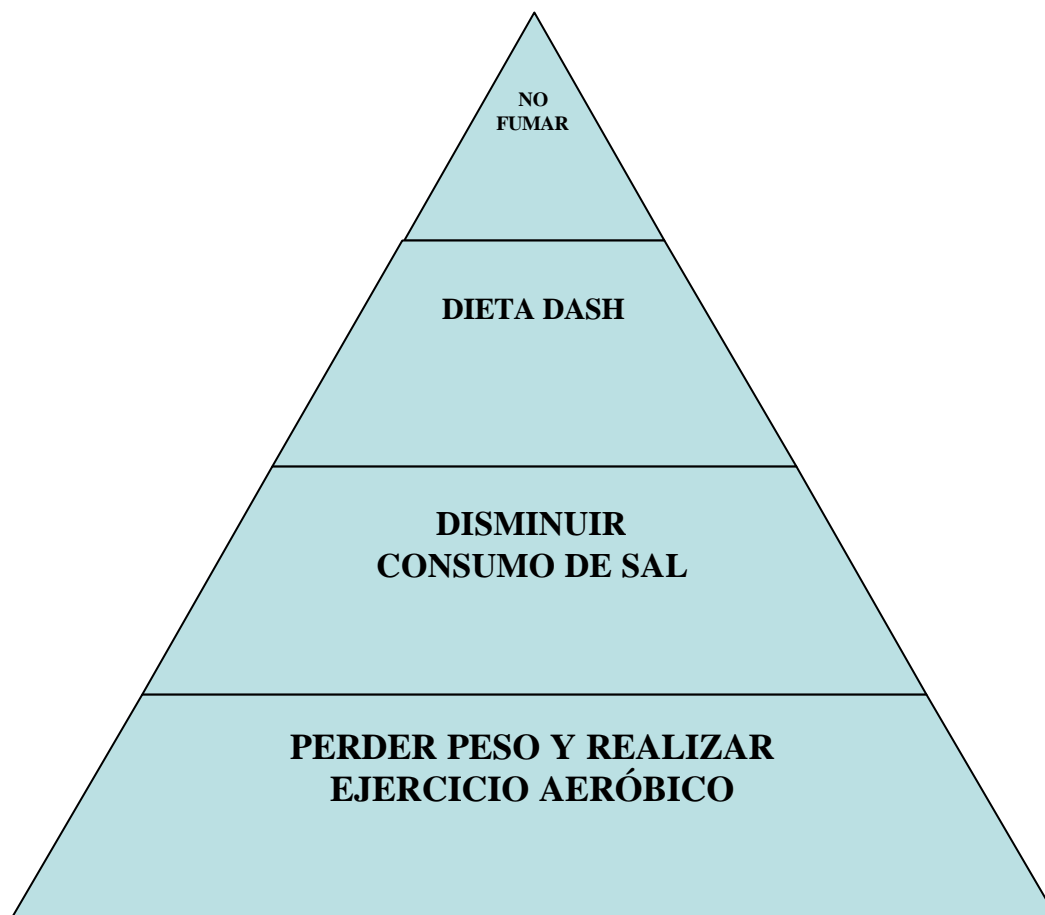 NO
FUMAR
DIETA DASH
DISMINUIR
CONSUMO DE SAL
PERDER PESO Y REALIZAR
EJERCICIO AERÓBICO